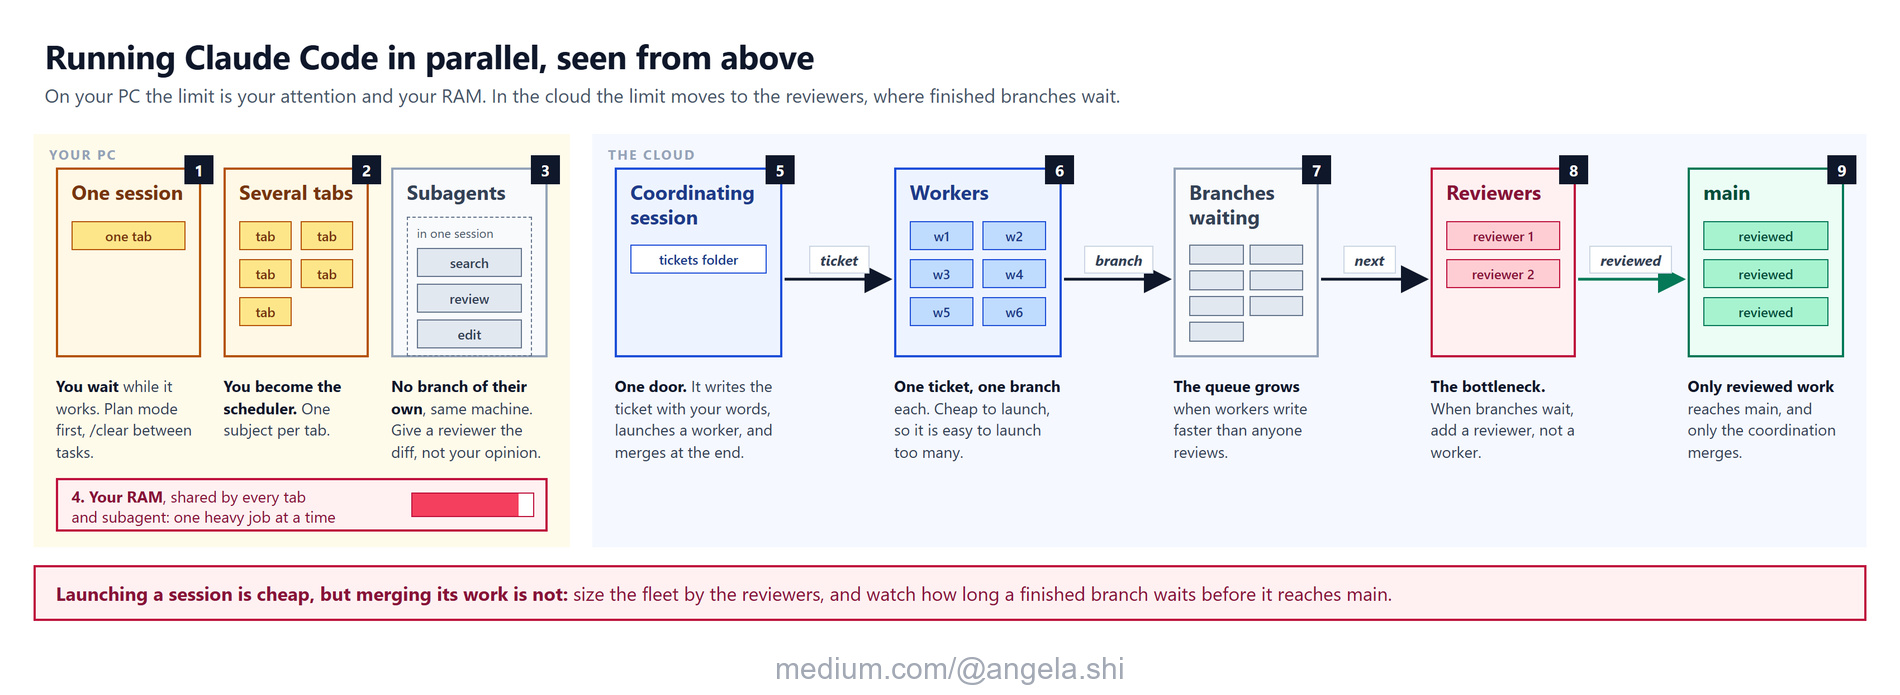 Running Claude Code in parallel, seen from above
On your PC the limit is your attention and your RAM. In the cloud the limit moves to the reviewers, where finished branches wait.
YOUR PC
1
One session
one tab
You wait while it
works. Plan mode
first, /clear between
tasks.
2
Several tabs
tab
tab
tab
tab
tab
You become the
scheduler. One
subject per tab.
3
Subagents
in one session
search
review
edit
No branch of their
own, same machine.
Give a reviewer the
diff, not your opinion.
4. Your RAM, shared by every tab
and subagent: one heavy job at a time
THE CLOUD
5
Coordinating
session
tickets folder
One door. It writes the
ticket with your words,
launches a worker, and
merges at the end.
ticket
6
Workers
w1
w2
w3
w4
w5
w6
One ticket, one branch
each. Cheap to launch,
so it is easy to launch
too many.
branch
7
Branches
waiting
The queue grows
when workers write
faster than anyone
reviews.
next
8
Reviewers
reviewer 1
reviewer 2
The bottleneck.
When branches wait,
add a reviewer, not a
worker.
reviewed
9
main
reviewed
reviewed
reviewed
Only reviewed work
reaches main, and
only the coordination
merges.
Launching a session is cheap, but merging its work is not: size the fleet by the reviewers, and watch how long a finished branch waits before it reaches main.
medium.com/@angela.shi